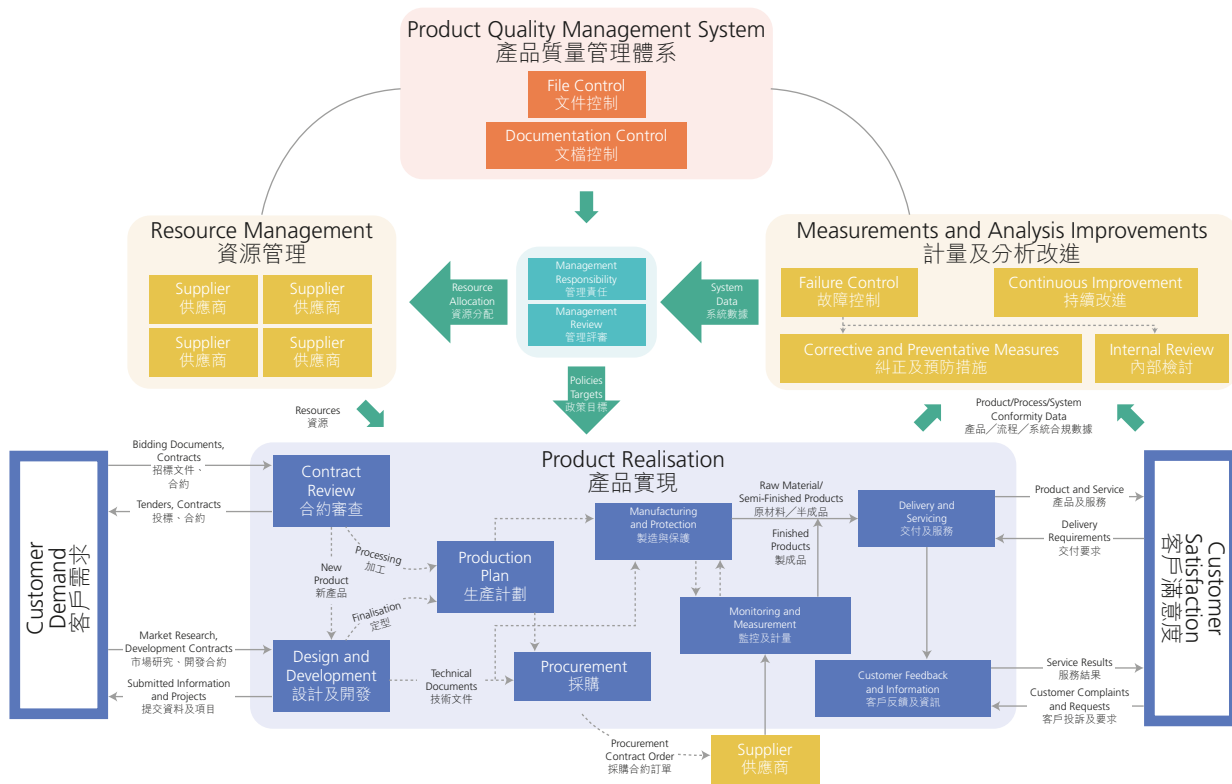 Product Quality Management System
產品質量管理體系
File Control
文件控制
Documentation Control
文檔控制
Resource Management
資源管理
Supplier
供應商
Supplier
供應商
Supplier
供應商
Supplier
供應商
Resource
Allocation
資源分配
Management
Responsibility
管理責任
Management
Review
管理評審
System
Data
系統數據
Measurements and Analysis Improvements
計量及分析改進
Failure Control
故障控制
Continuous Improvement
持續改進
Corrective and Preventative Measures
糾正及預防措施
Internal Review
內部檢討
Policies
Targets
政策目標
Resources
資源
Product/Process/System
Conformity Data
產品╱流程╱系統合規數據
Customer
Demand
客戶需求
Bidding Documents,
Contracts
招標文件、
合約
Tenders, Contracts
投標、合約
Market Research,
Development Contracts
市場研究、開發合約
Submitted Information
and Projects
提交資料及項目
Product Realisation
產品實現
Contract
Review
合約審查
New
Product
新產品
Processing
加工
Finalisation
定型
Design and
Development
設計及開發
Production
Plan
生產計劃
Technical
Documents
技術文件
Procurement
採購
Manufacturing
and Protection
製造與保護
Raw Material/
Semi-Finished Products
原材料╱半成品
Finished
Products
製成品
Monitoring and
Measurement
監控及計量
Delivery and
Servicing
交付及服務
Customer Feedback
and Information
客戶反饋及資訊
Procurement
Contract Order
採購合約訂單
Supplier
供應商
Product and Service
產品及服務
Delivery
Requirements
交付要求
Service Results
服務結果
Customer Complaints
and Requests
客戶投訴及要求
Customer
Satisfaction
客戶滿意度